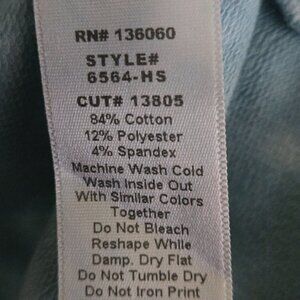 RN# 136060
STYLE#
6564-HS
CUT# 13805
84% Cotton
12% Polyester
4% Spandex
Machine Wash Cold
Wash Inside Out
With Similar Colors
Together
Do Not Bleach
Reshape While
Damp. Dry Flat
Do Not Tumble Dry
Do Not Iron Print